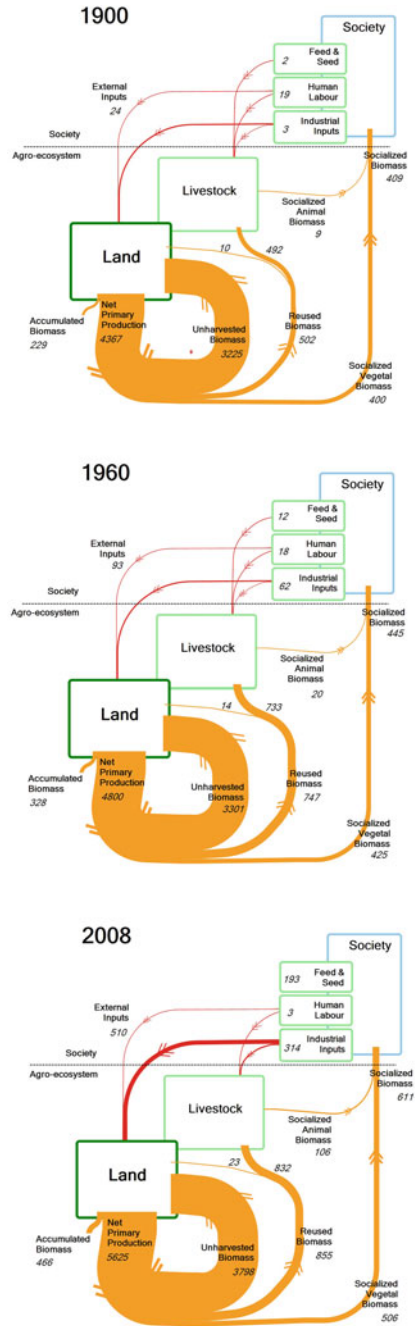 1900
Society
2
Feed &
Seed
External
Inputs
24
19
Human
Labour
3
Industrial
Inputs
Society
Agro-ecosystem
Socialized
Biomass
409
Livestock
Socialized
Animal
Biomass
9
Land
10
492
Accumulated
Biomass
229
Net
Primary
Production
4367
Unharvested
Biomass
3225
Reused
Biomass
502
Socialized
Vegetal
Biomass
400
1960
Society
12
Feed &
Seed
External
Inputs
93
18
Human
Labour
62
Industrial
Inputs
Society
Agro-ecosystem
Socialized
Biomass
445
Livestock
Socialized
Animal
Biomass
20
Land
14
733
Accumulated
Biomass
328
Net
Primary
Production
4800
Unharvested
Biomass
3301
Reused
Biomass
747
Socialized
Vegetal
Biomass
425
2008
Society
193
Feed &
Seed
External
Inputs
510
3
Human
Labour
314
Industrial
Inputs
Society
Agro-ecosystem
Socialized
Biomass
611
Livestock
Socialized
Animal
Biomass
106
Land
23
832
Accumulated
Biomass
466
Net
Primary
Production
5625
Unharvested
Biomass
3798
Reused
Biomass
855
Socialized
Vegetal
Biomass
506